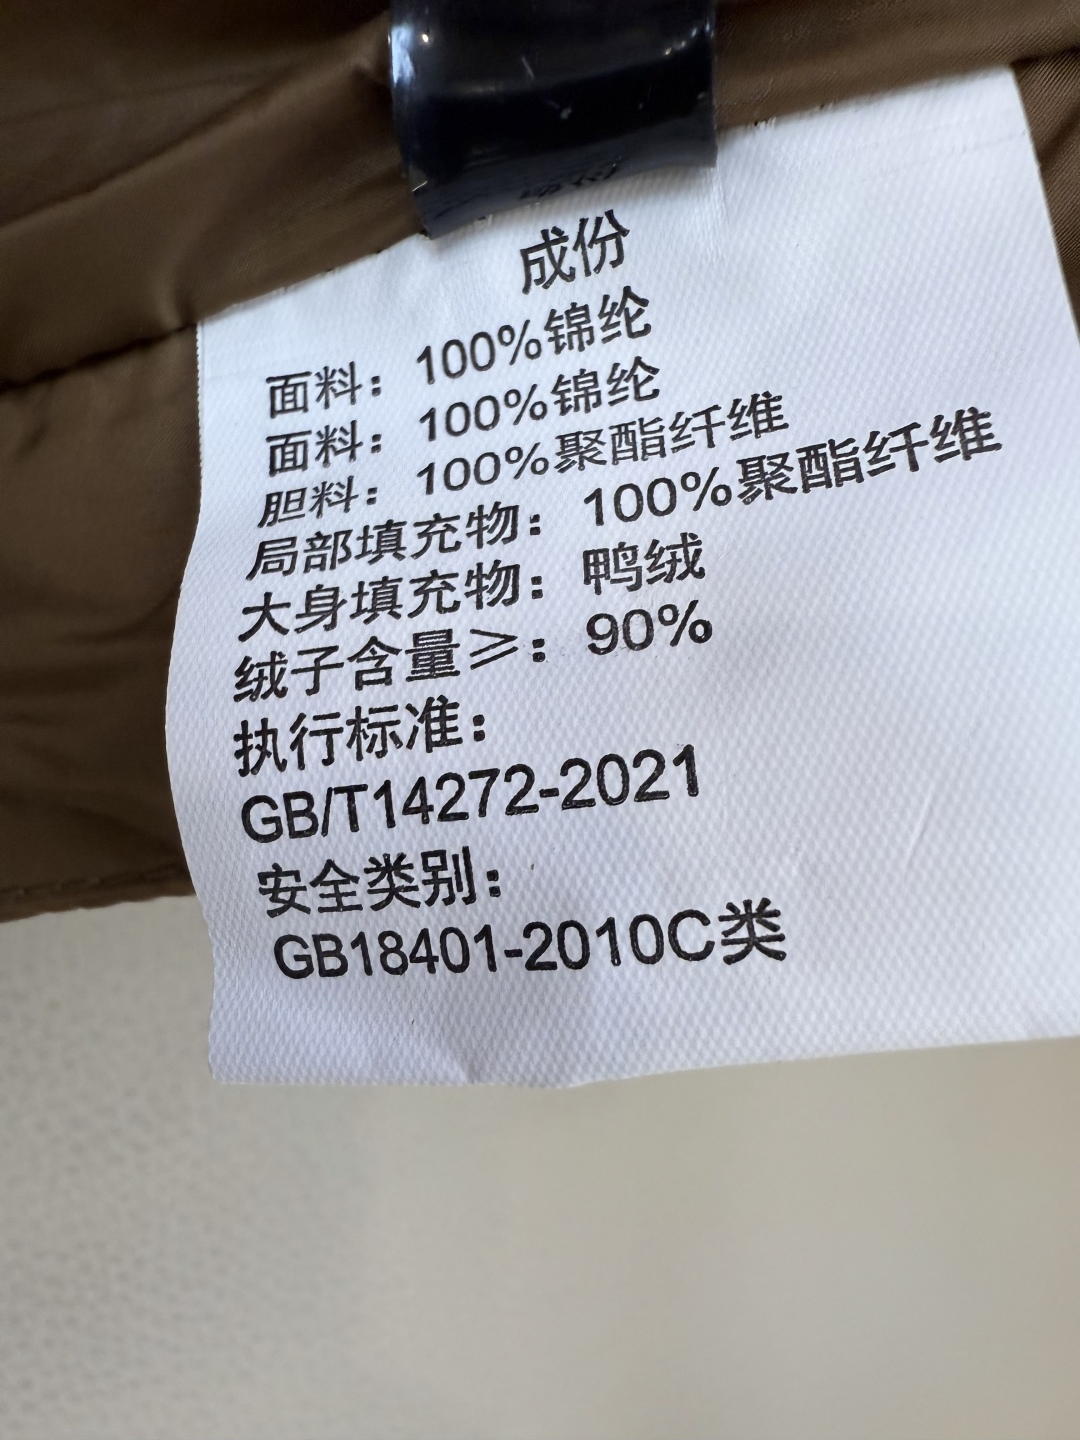 成份
面料：100%锦纶
面料：100%锦纶
胆料：100%聚酯纤维
局部填充物：100%聚酯纤维
大身填充物：鸭绒
绒子含量≥：90%
执行标准：
GB/T14272-2021
安全类别：
GB18401-2010C类